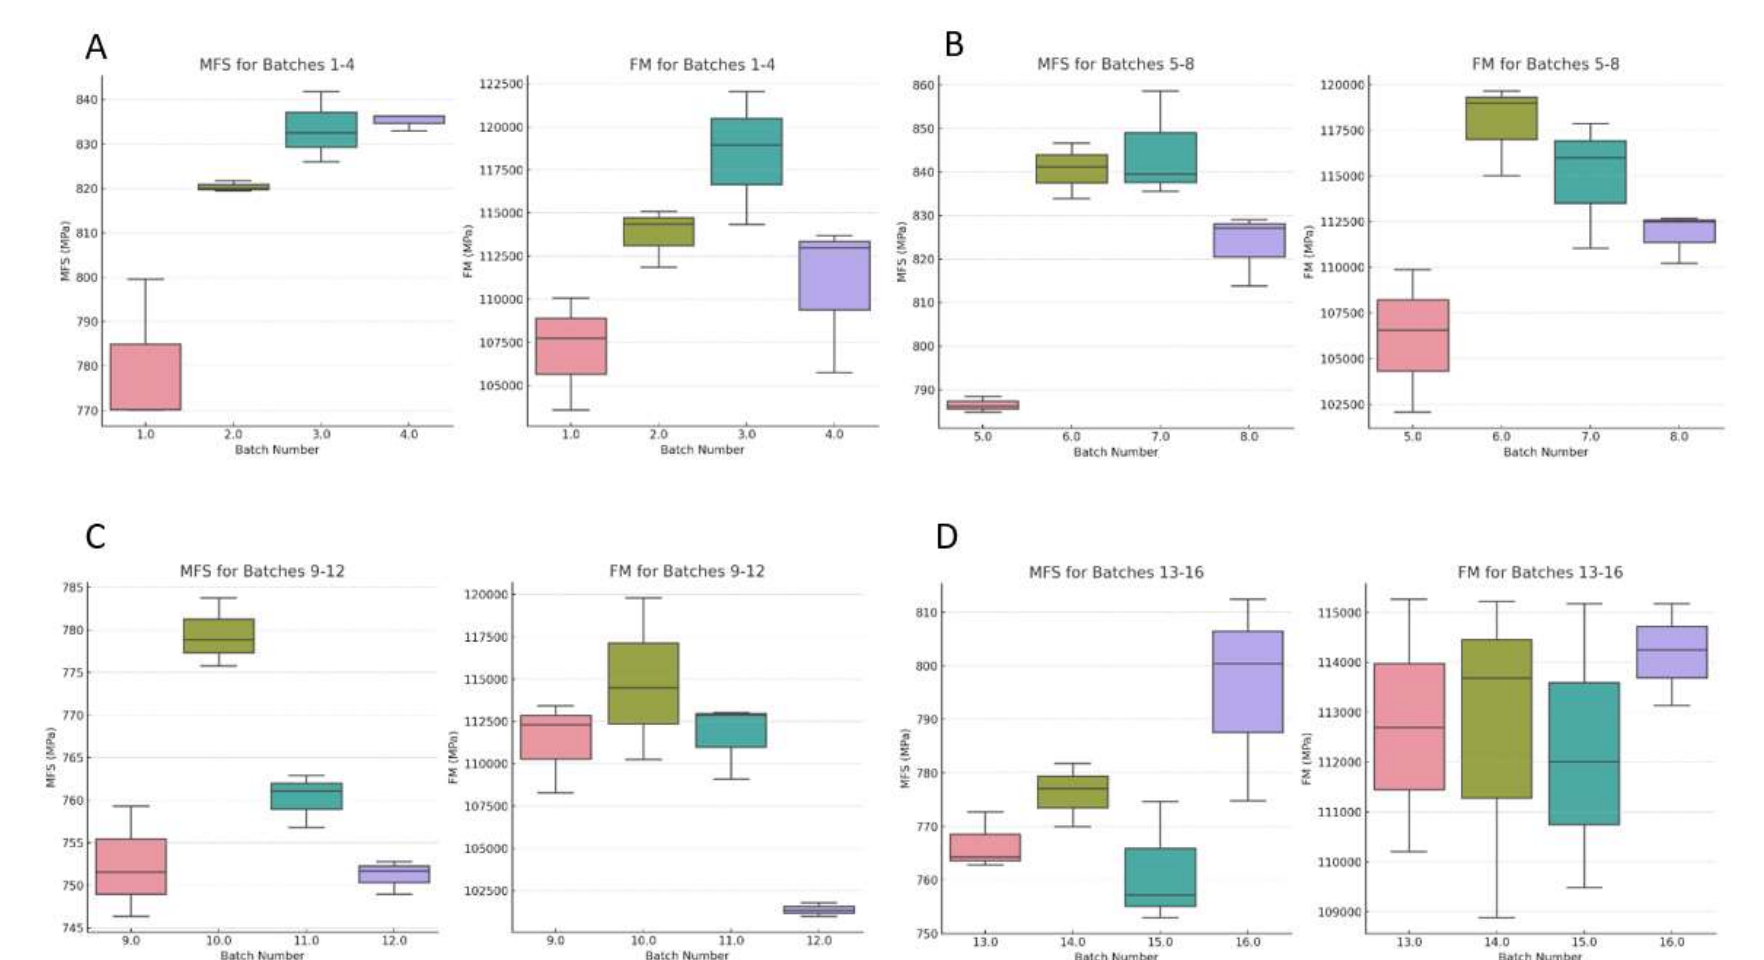 A
B
MFS for Batches 1-4
FM for Batches 1-4
MFS for Batches 5-8
FM for Batches 5-8
840
830
820
810
800
790
780
770
MFS (MPa)
1.0 2.0 3.0 4.0
Batch Number
122500
120000
117500
115000
112500
110000
107500
105000
FM (MPa)
1.0 2.0 3.0 4.0
Batch Number
860
850
840
830
820
810
800
790
MFS (MPa)
5.0 6.0 7.0 8.0
Batch Number
120000
117500
115000
112500
110000
107500
105000
102500
FM (MPa)
5.0 6.0 7.0 8.0
Batch Number
C
D
MFS for Batches 9-12
FM for Batches 9-12
MFS for Batches 13-16
FM for Batches 13-16
785
780
775
770
765
760
755
750
745
MFS (MPa)
9.0 10.0 11.0 12.0
Batch Number
120000
117500
115000
112500
110000
107500
105000
102500
FM (MPa)
9.0 10.0 11.0 12.0
Batch Number
810
800
790
780
770
760
750
MFS (MPa)
13.0 14.0 15.0 16.0
Batch Number
115000
114000
113000
112000
111000
110000
109000
FM (MPa)
13.0 14.0 15.0 16.0
Batch Number